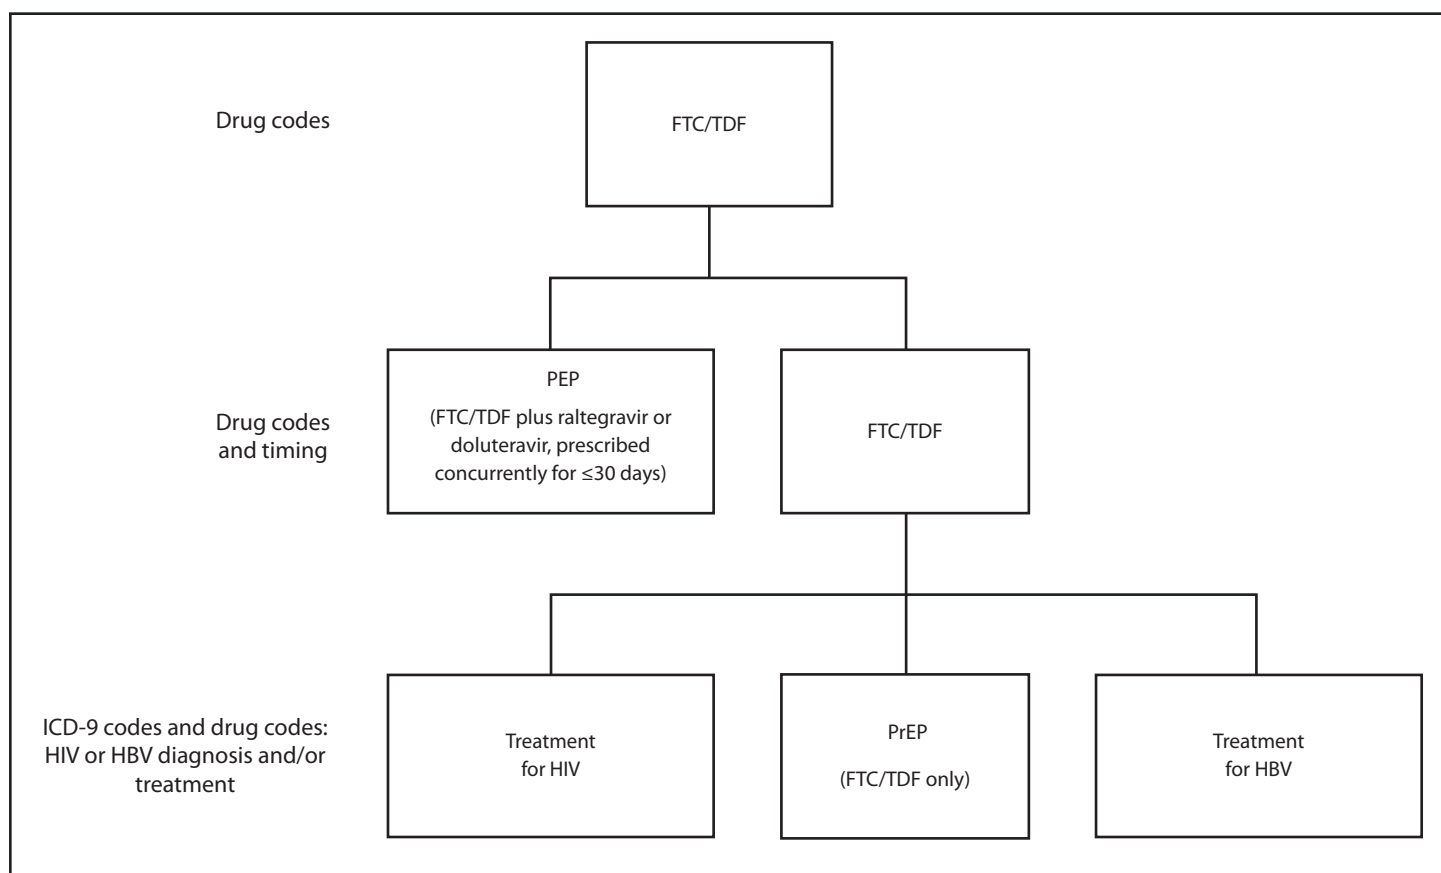 Drug codes
FTC/TDF
Drug codes
and timing
PEP
(FTC/TDF plus raltegravir or
doluteravir, prescribed
concurrently for ≤30 days)
FTC/TDF
ICD-9 codes and drug codes:
HIV or HBV diagnosis and/or
treatment
Treatment
for HIV
PrEP
(FTC/TDF only)
Treatment
for HBV